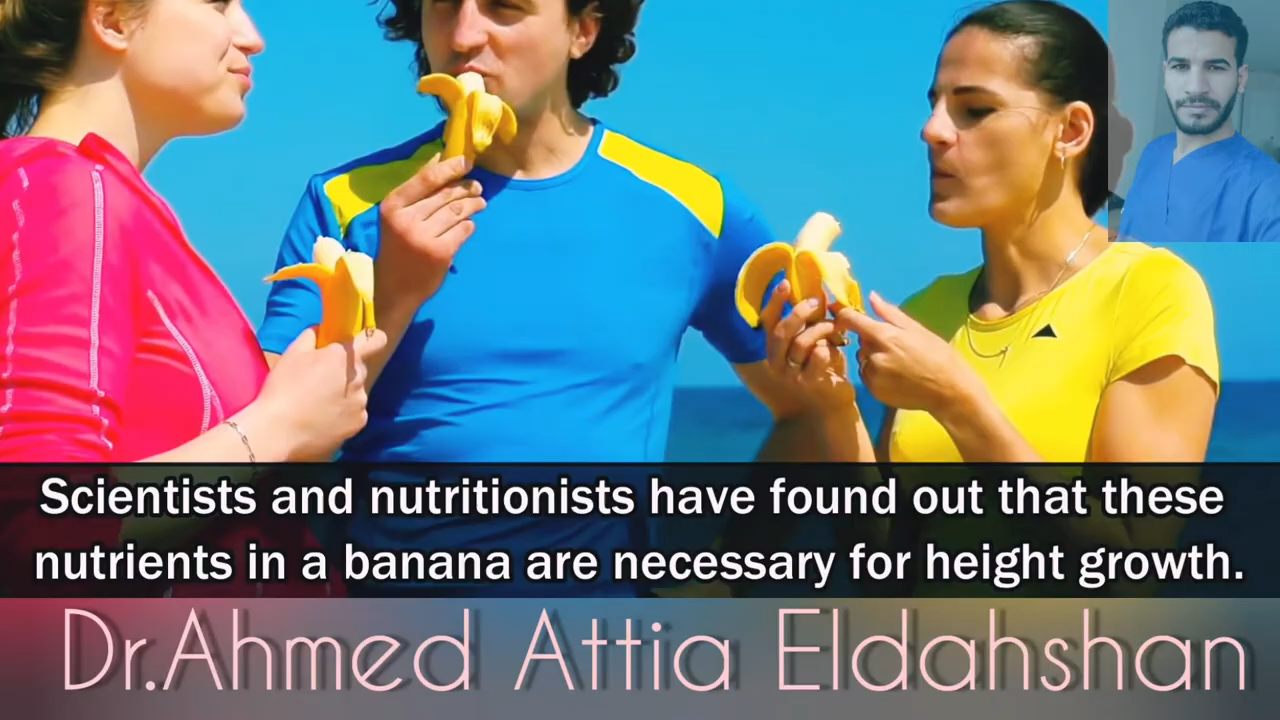 Scientists and nutritionists have found out that these
nutrients in a banana are necessary for height growth.
Dr.Ahmed Attia Eldahshan